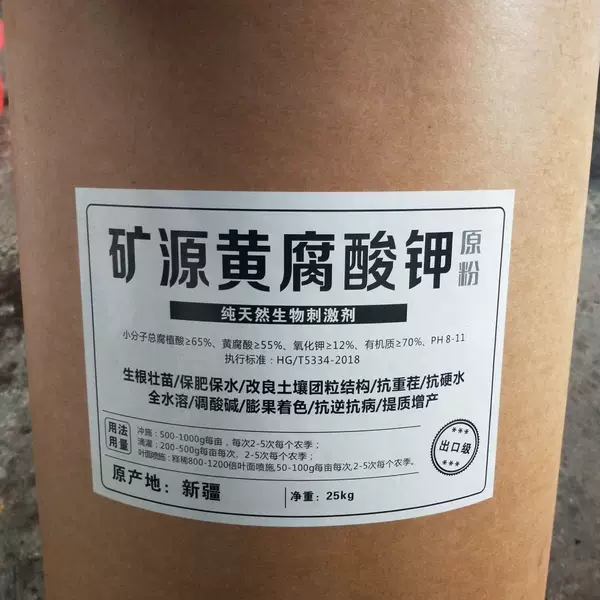 矿源黄腐酸钾原粉
纯天然生物刺激剂
小分子总腐植酸≥65%、黄腐酸≥55%、氧化钾≥12%、有机质≥70%、PH 8-11
执行标准：HG/T5334-2018
生根壮苗/保肥保水/改良土壤团粒结构/抗重茬/抗硬水
全水溶/调酸碱/膨果着色/抗逆抗病/提质增产
用法用量
冲施：500-1000g每亩，每次2-5次每个农季；
滴灌：200-500g每亩每次，2-5次每个农季；
叶面喷施：释稀800-1200倍叶面喷施,50-100g每亩每次,2-5次每个农季。
***
出口级
***
原产地：新疆
净重：25kg